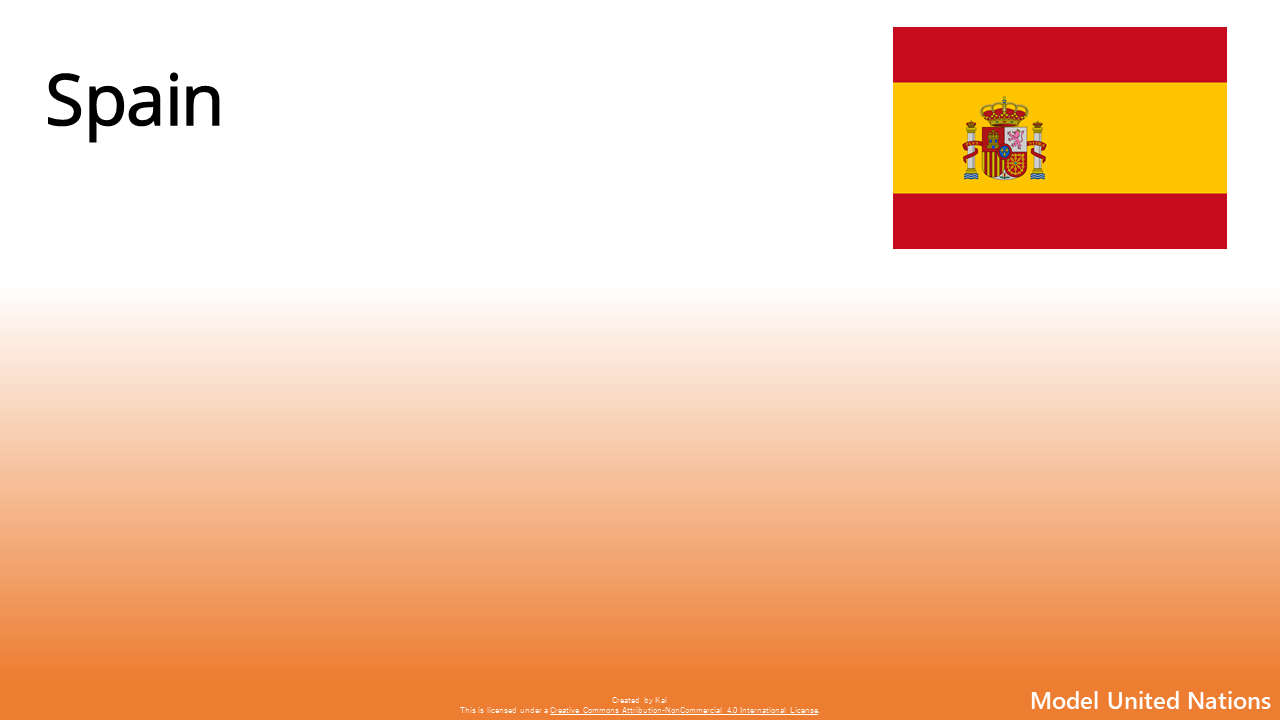 Spain
Created by Kai
This is licensed under a Creative Commons Attribution-NonCommercial 4.0 International License.
Model United Nations